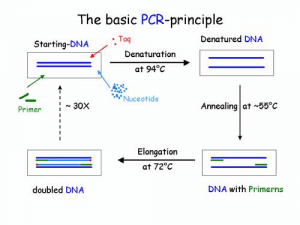 The basic PCR-principle
Starting-DNA
Taq
Denaturation
at 94°C
Denatured DNA
Primer
~ 30X
Nuceotide
Annealing at ~55°C
Elongation
at 72°C
doubled DNA
DNA with Primerns